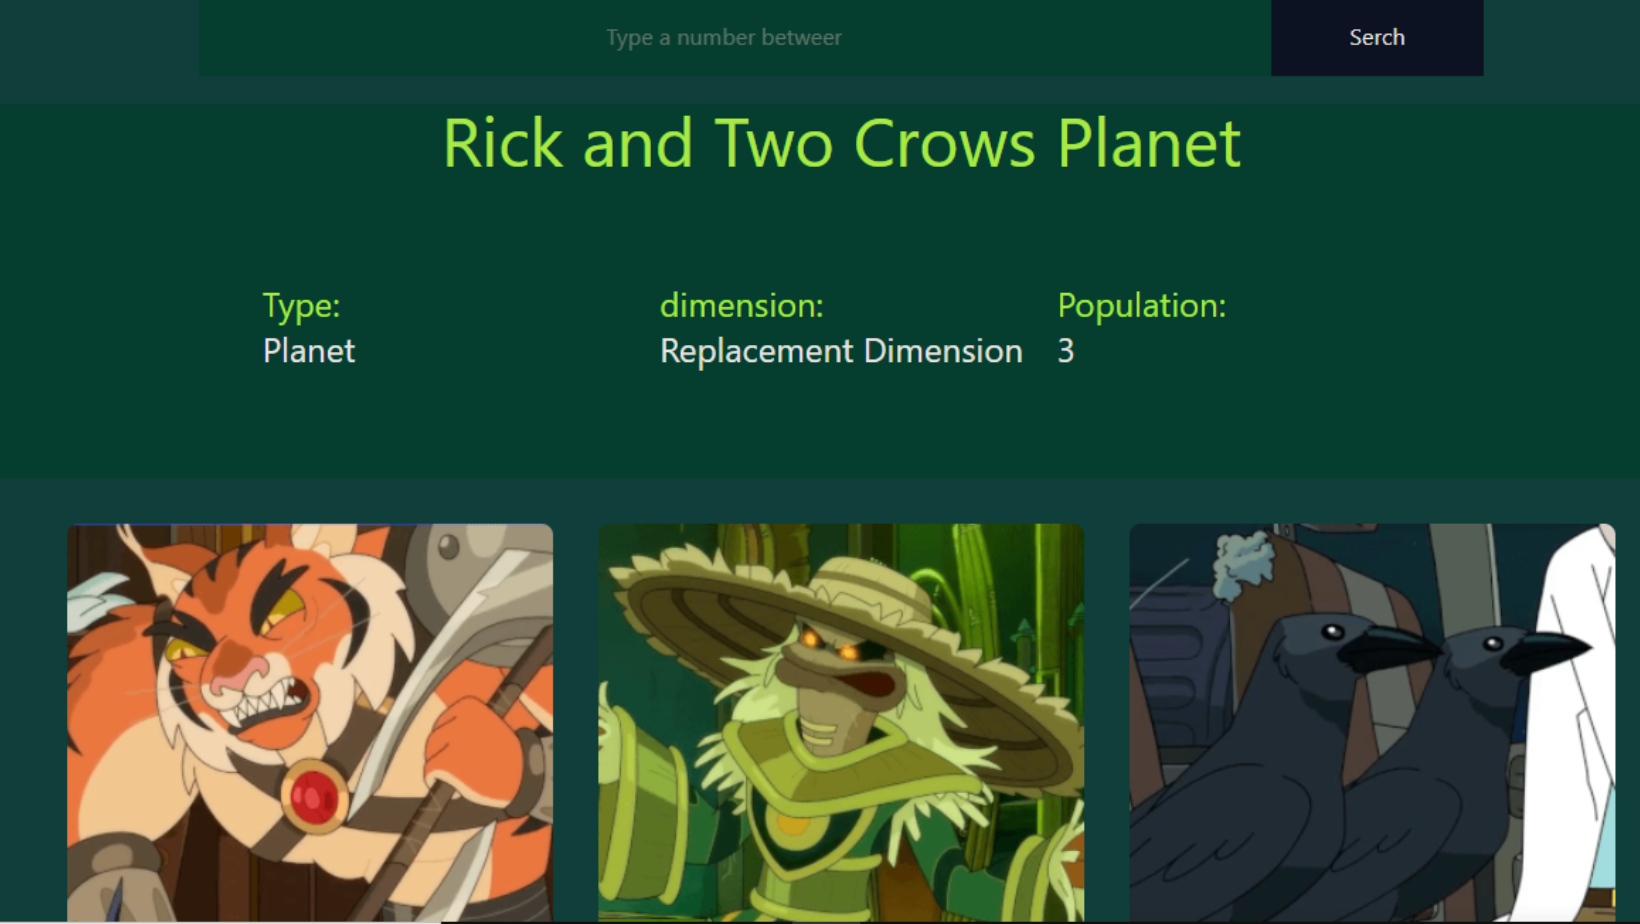 Type a number betweer
Serch
Rick and Two Crows Planet
Type:
Planet
dimension:
Replacement Dimension
Population:
3